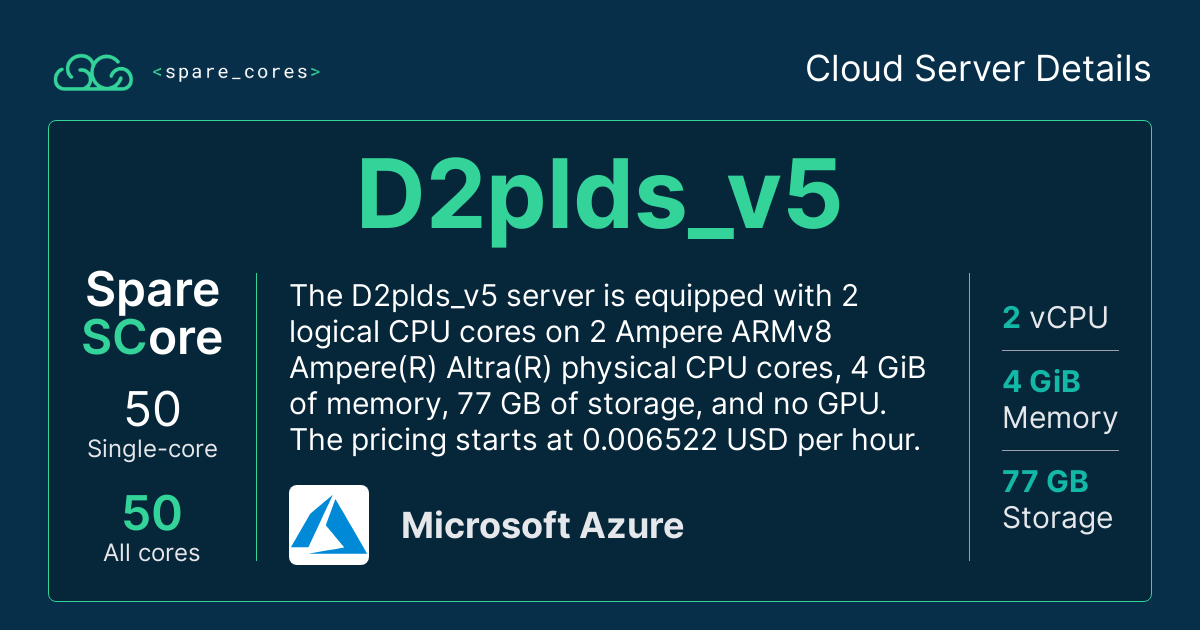 <spare_cores>
Cloud Server Details
D2plds_v5
Spare
SCore
50
Single-core
50
All cores
The D2plds_v5 server is equipped with 2
logical CPU cores on 2 Ampere ARMv8
Ampere(R) Altra(R) physical CPU cores, 4 GiB
of memory, 77 GB of storage, and no GPU.
The pricing starts at 0.006522 USD per hour.
Microsoft Azure
2 vCPU
4 GiB
Memory
77 GB
Storage